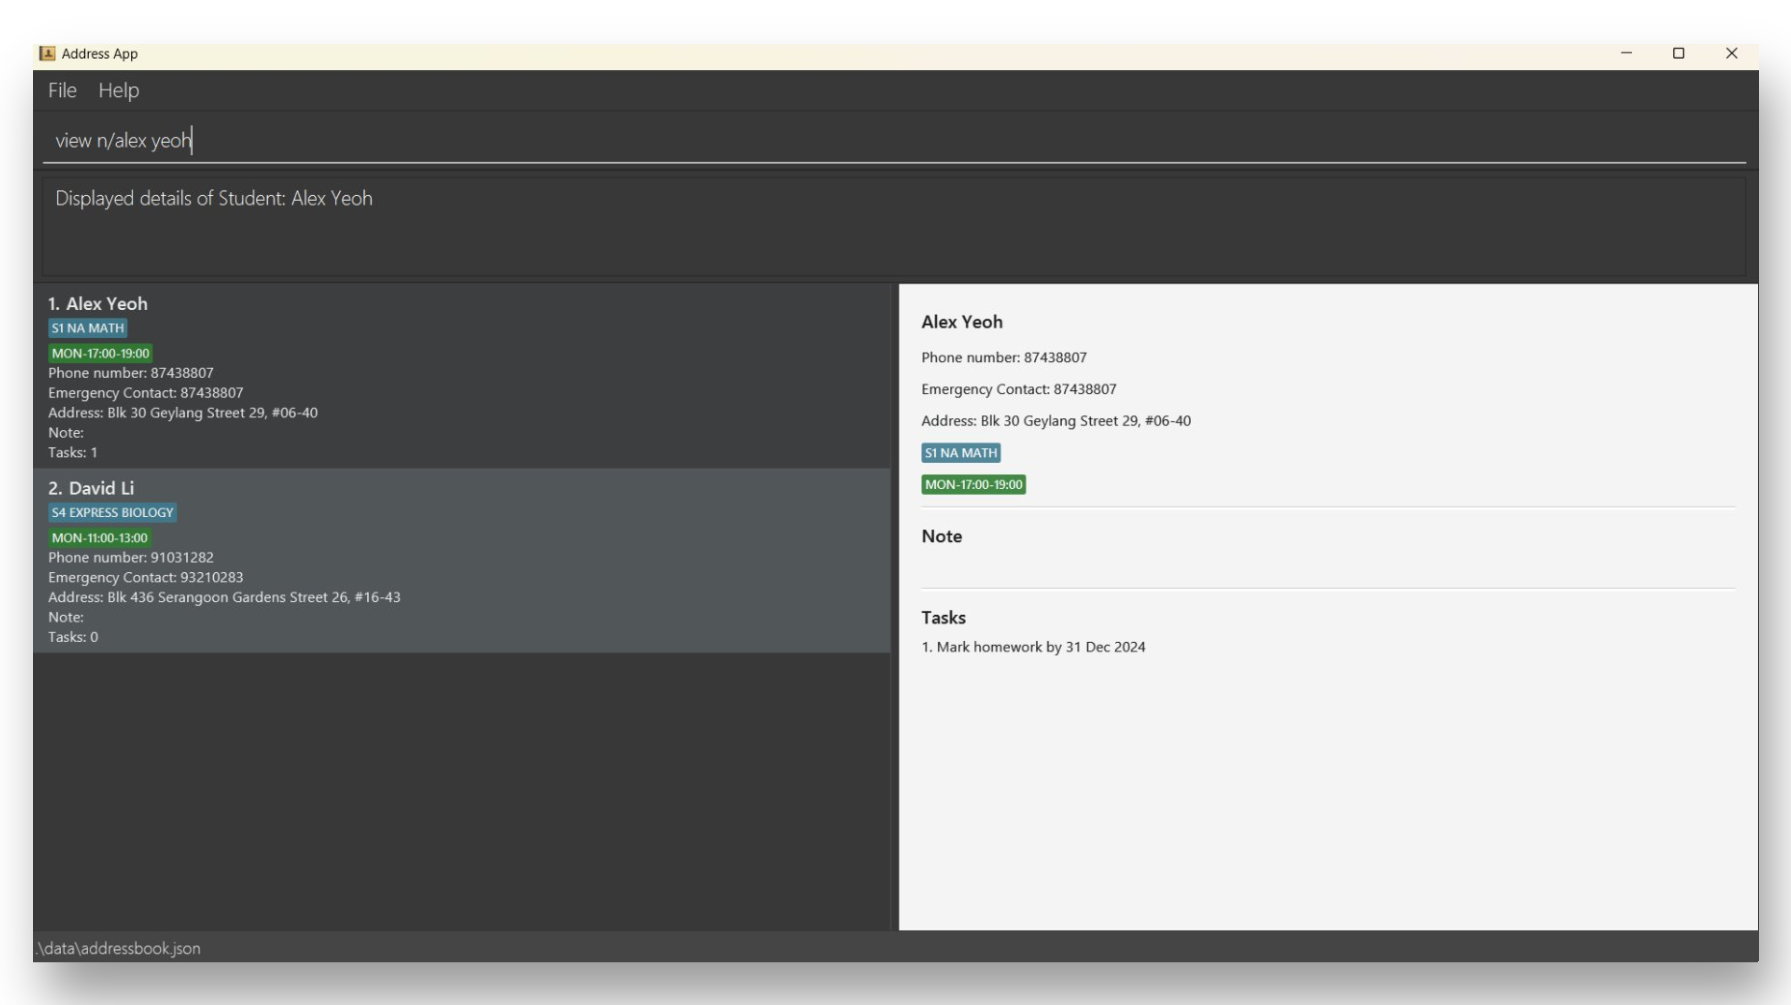 Address App
File Help
view n/alex yeoh
Displayed details of Student: Alex Yeoh
1. Alex Yeoh
S1 NA MATH
MON-17:00-19:00
Phone number: 87438807
Emergency Contact: 87438807
Address: Blk 30 Geylang Street 29, #06-40
Note:
Tasks: 1
2. David Li
S4 EXPRESS BIOLOGY
MON-11:00-13:00
Phone number: 91031282
Emergency Contact: 93210283
Address: Blk 436 Serangoon Gardens Street 26, #16-43
Note:
Tasks: 0
Alex Yeoh
Phone number: 87438807
Emergency Contact: 87438807
Address: Blk 30 Geylang Street 29, #06-40
S1 NA MATH
MON-17:00-19:00
Note
Tasks
1. Mark homework by 31 Dec 2024
.\data\addressbook.json